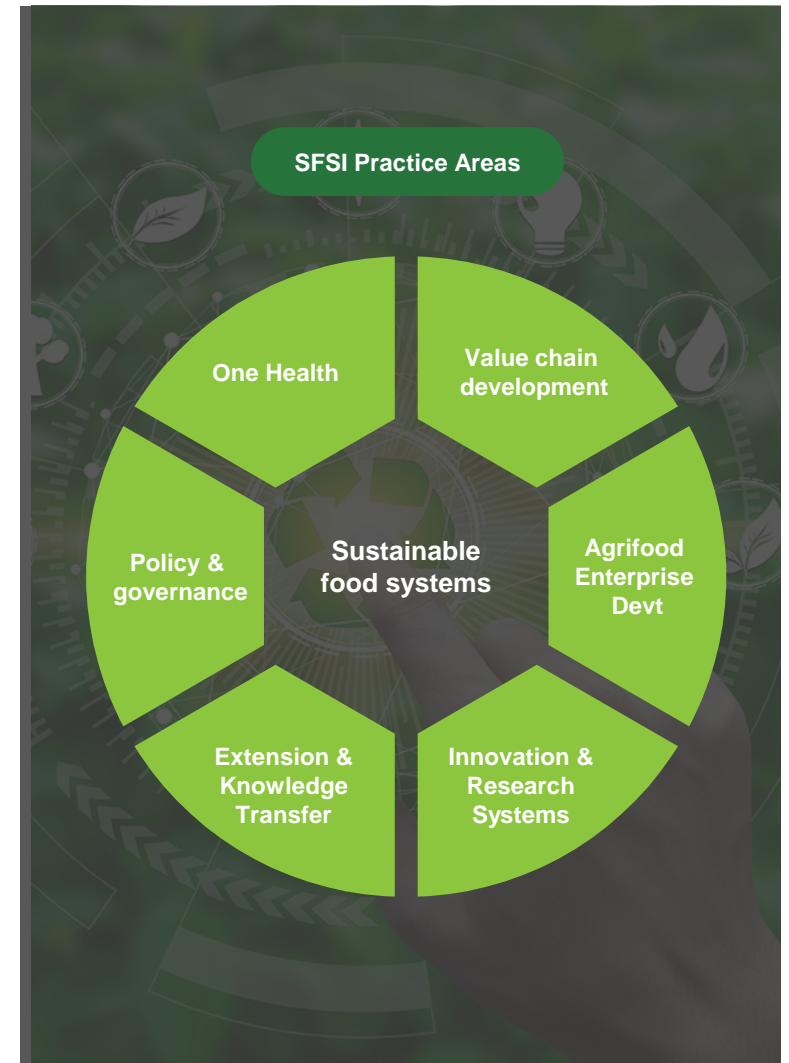 SFSI Practice Areas
One Health
Value chain
development
Agrifood
Enterprise
Devt
Innovation &
Research
Systems
Extension &
Knowledge
Transfer
Policy &
governance
Sustainable
food systems